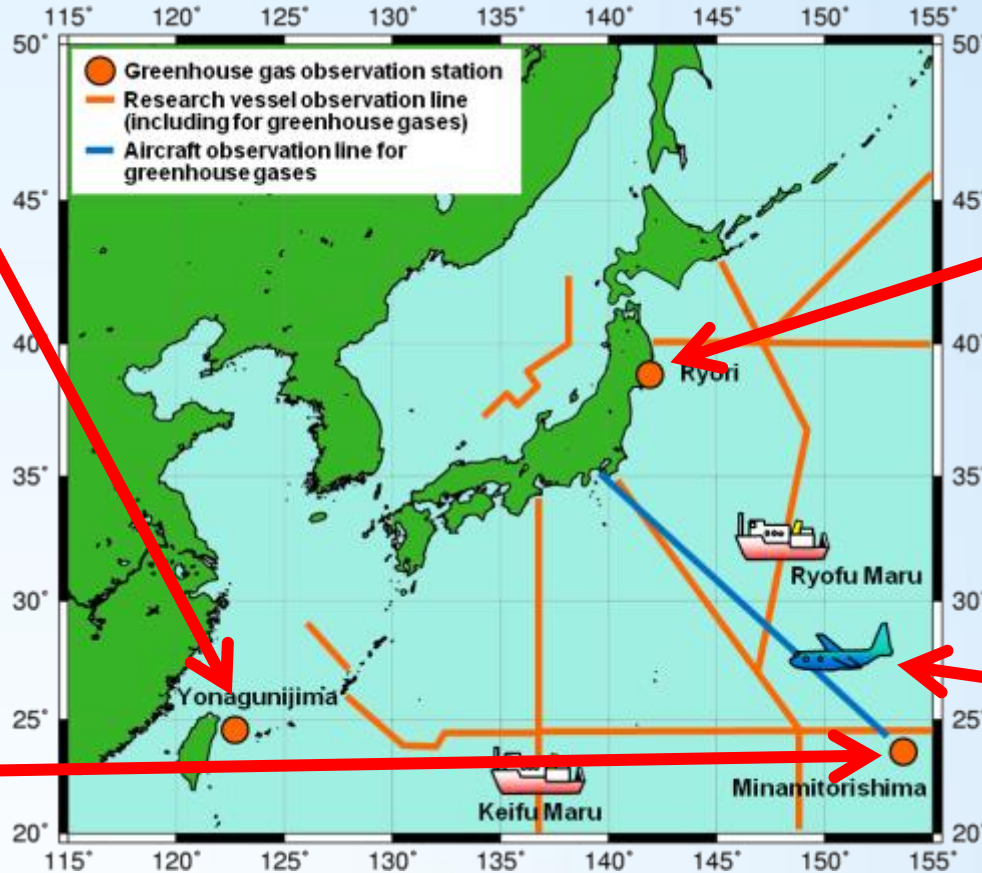 115° 120° 125° 130° 135° 140° 145° 150° 155°
50° 50°
Greenhouse gas observation station
Research vessel observation line
(including for greenhouse gases)
Aircraft observation line for
greenhouse gases
45° 45°
40° 40°
Ryori
35° 35°
Ryofu Maru
30° 30°
Yonagunijima
25° 25°
Minamitorishima
Keifu Maru
20° 20°
115° 120° 125° 130° 135° 140° 145° 150° 155°